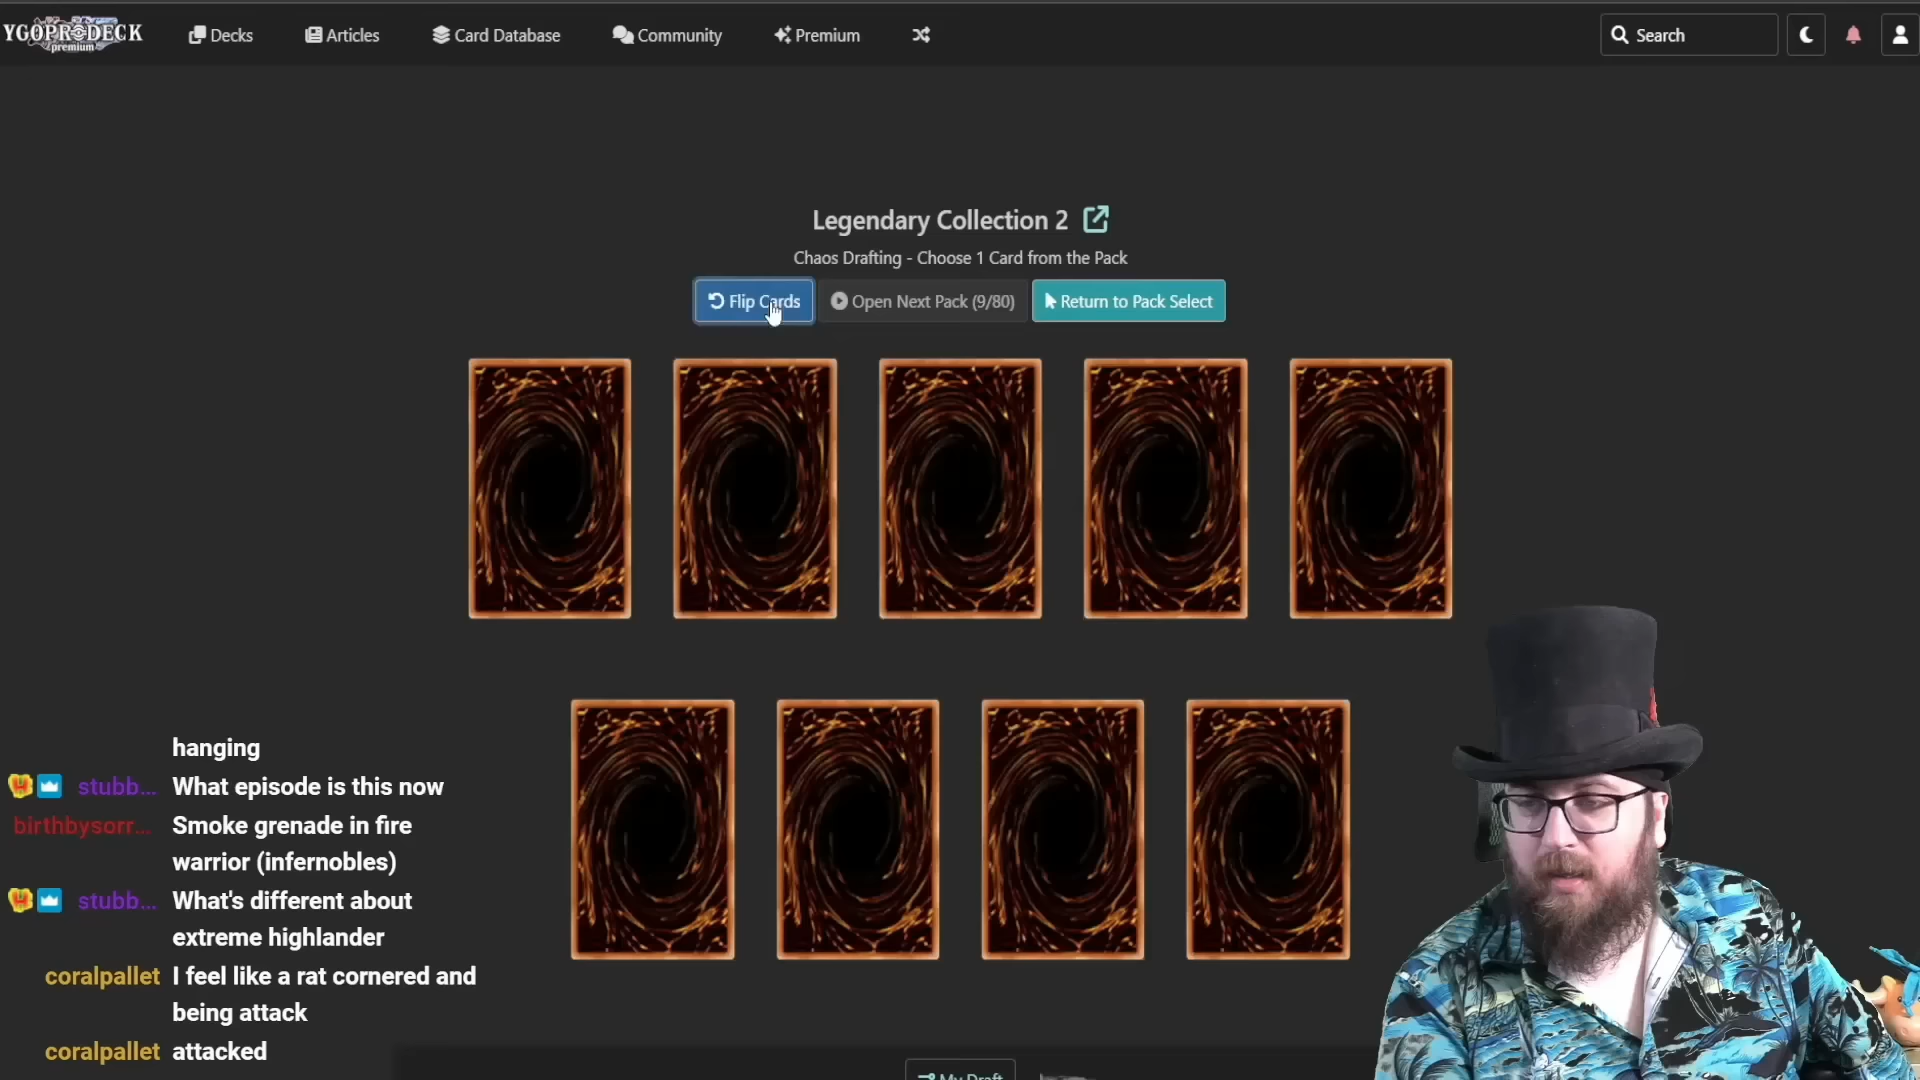 YGOPRODECK
premium
Decks
Articles
Card Database
Community
Premium
Search
Legendary Collection 2
Chaos Drafting - Choose 1 Card from the Pack
Flip Cards
Open Next Pack (9/80)
Return to Pack Select
hanging
stubb... What episode is this now
birthbysorr... Smoke grenade in fire
warrior (infernobles)
stubb... What's different about
extreme highlander
coralpallet I feel like a rat cornered and
being attack
coralpallet attacked
My Draft